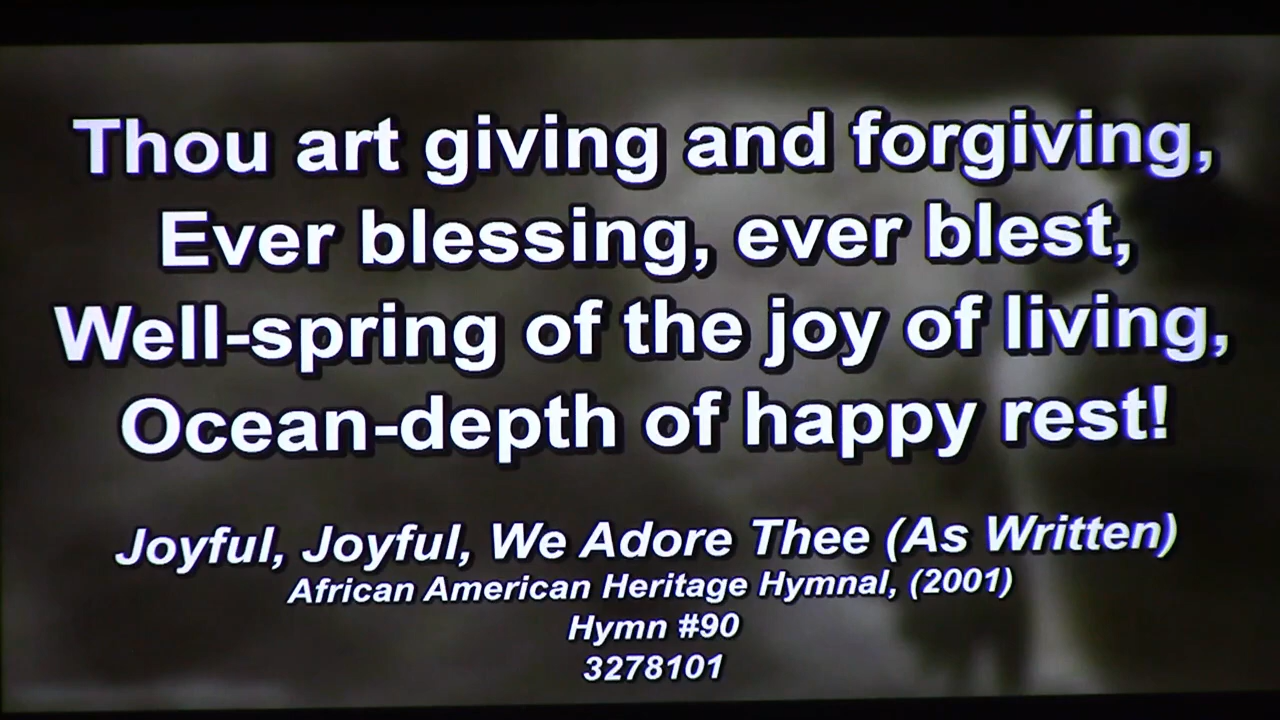 Thou art giving and forgiving,
Ever blessing, ever blest,
Well-spring of the joy of living,
Ocean-depth of happy rest!
Joyful, Joyful, We Adore Thee (As Written)
African American Heritage Hymnal, (2001)
Hymn #90
3278101